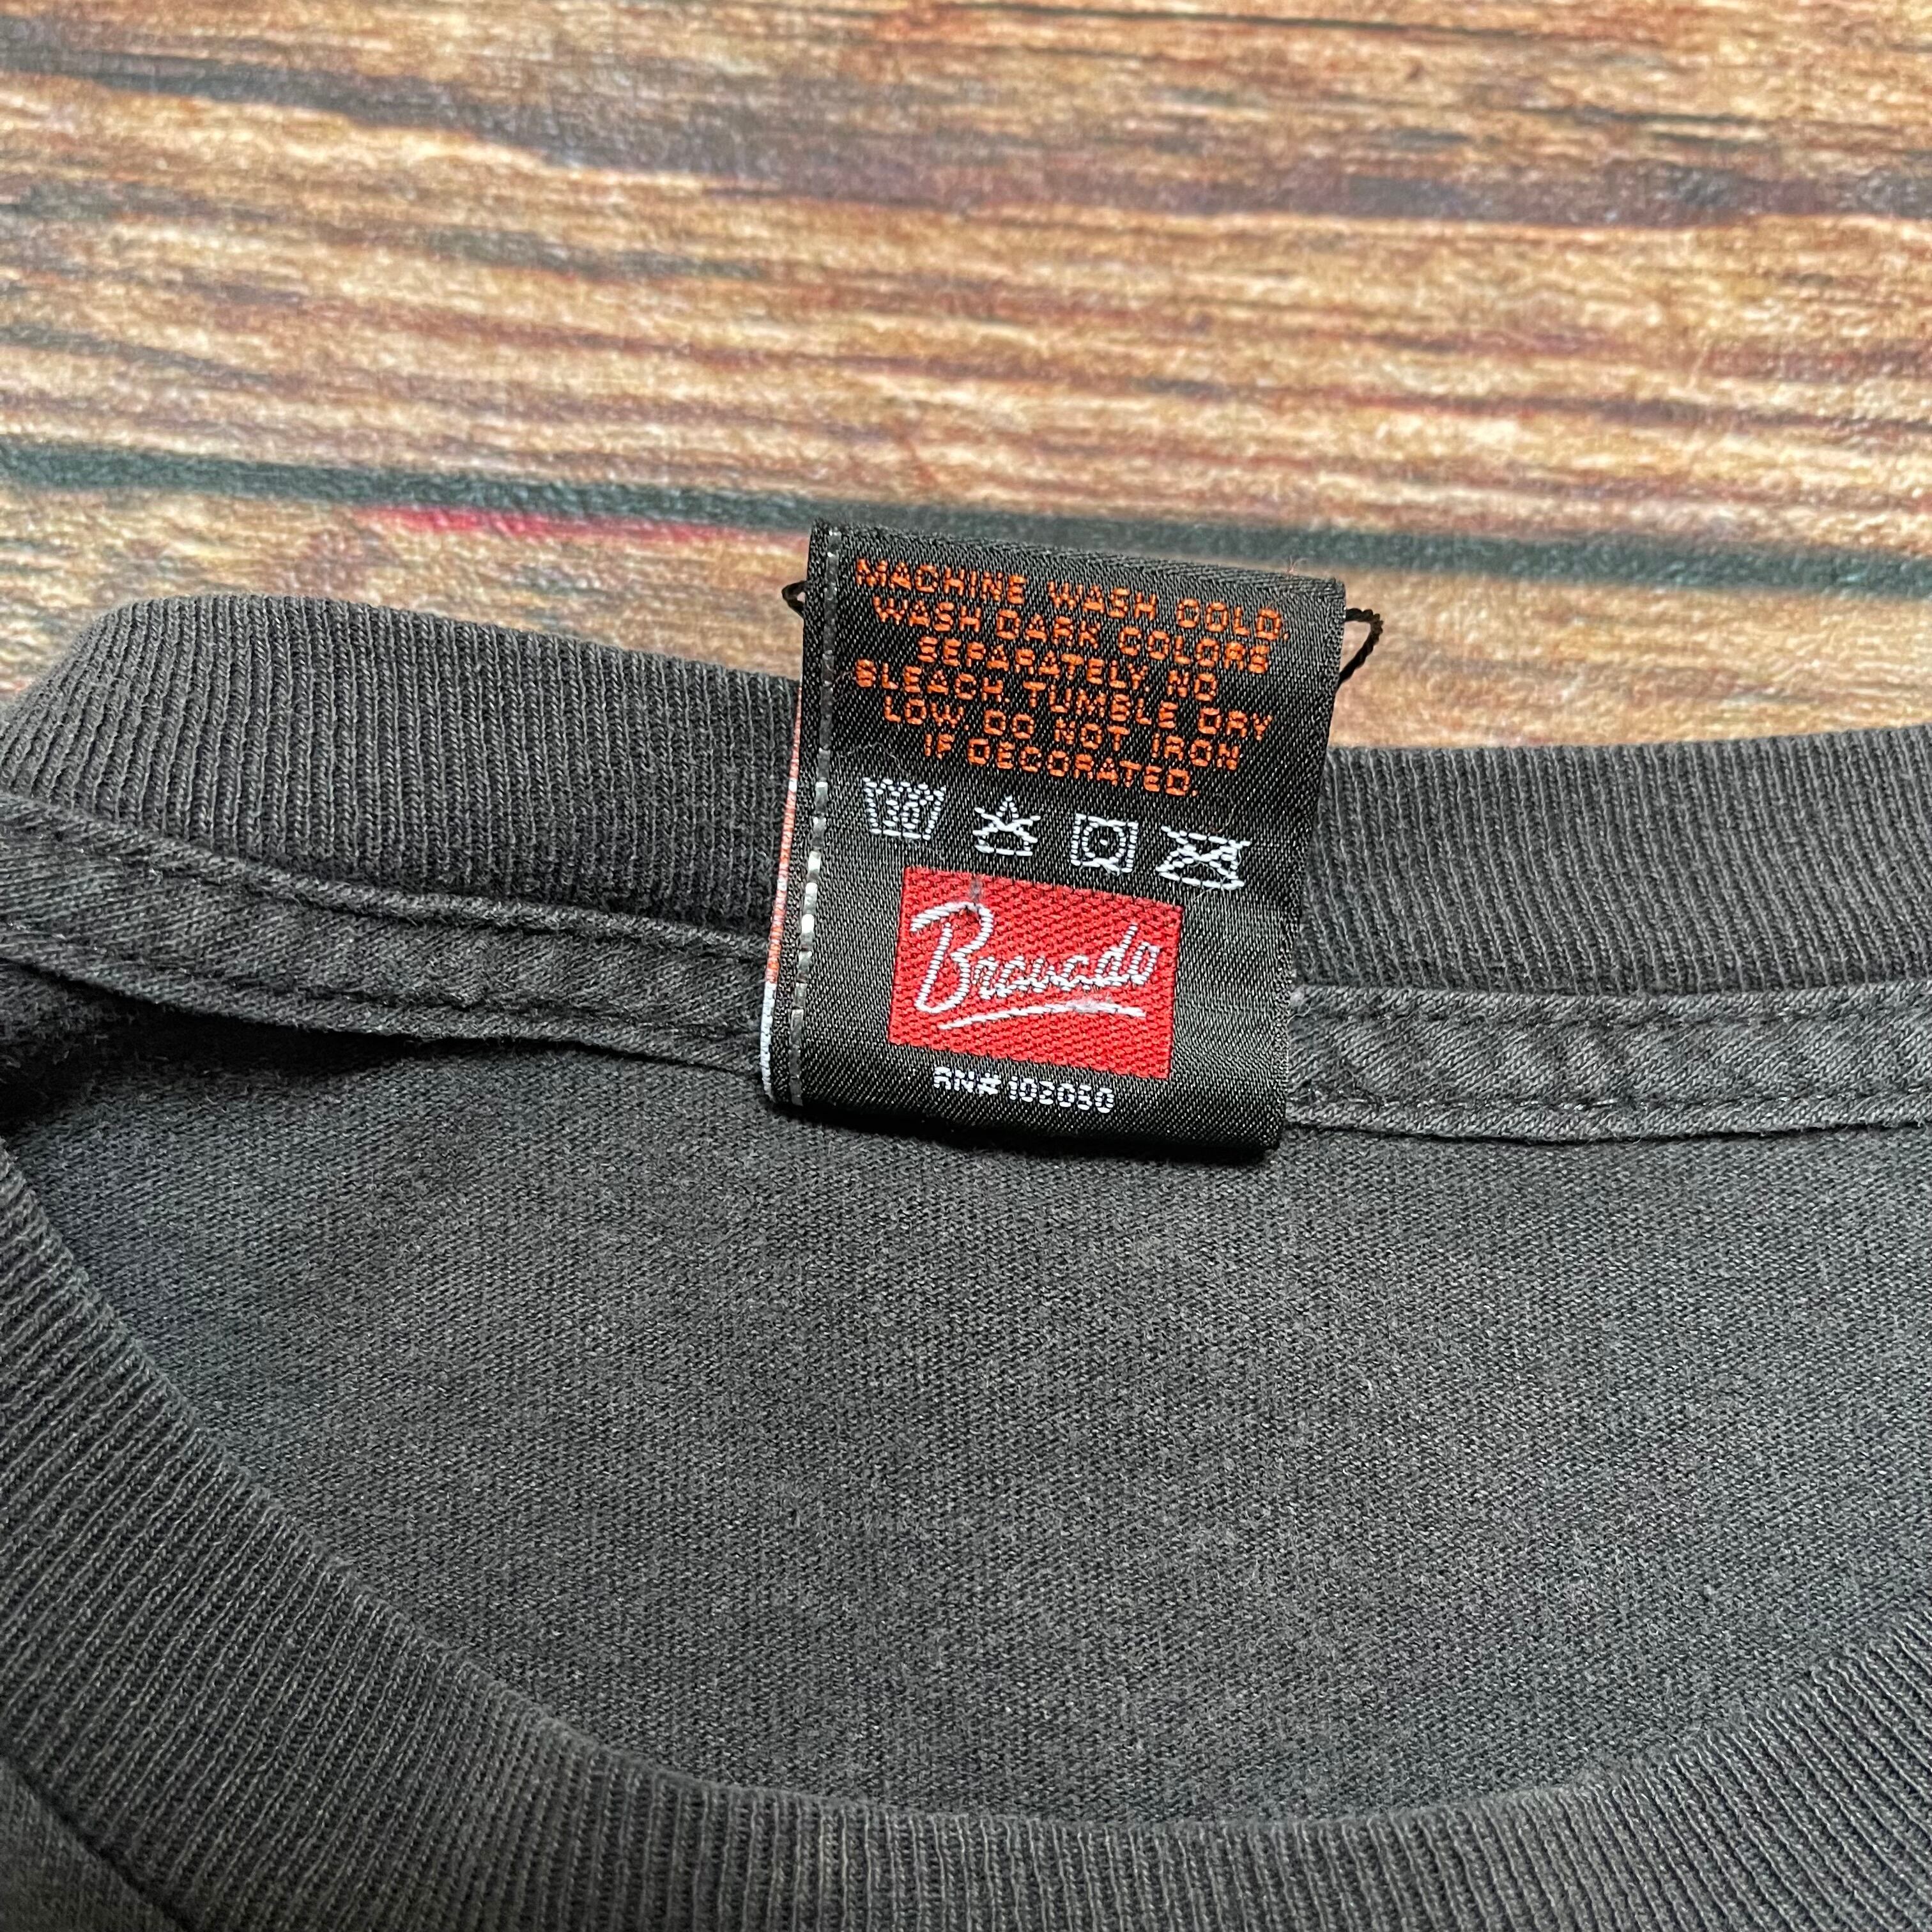 MACHINE WASH COLD.
WASH DARK COLORS
SEPARATELY. NO
BLEACH. TUMBLE DRY
LOW. DO NOT IRON
IF DECORATED.
30
Bravado
RN# 102050